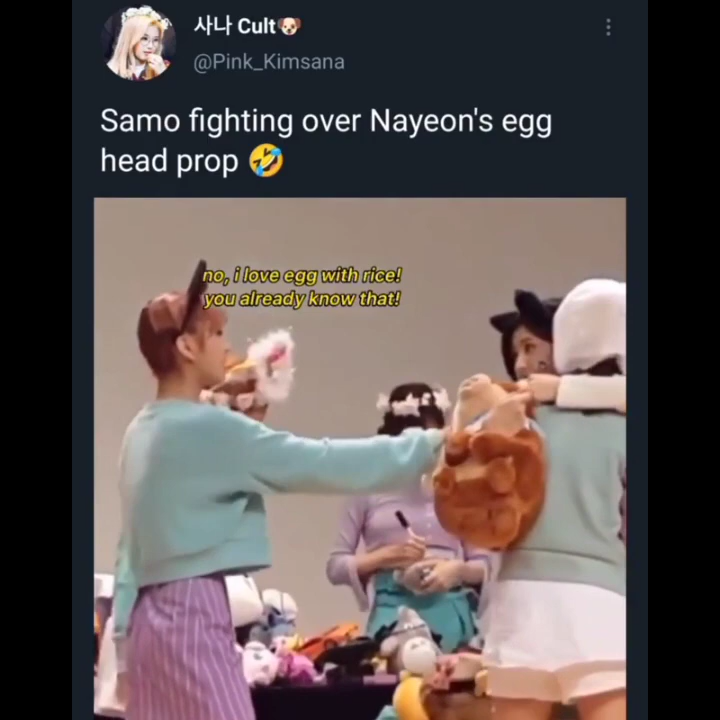 사나 Cult🐶
@Pink_Kimsana
Samo fighting over Nayeon's egg
head prop 🤣
no, i love egg with rice!
you already know that!